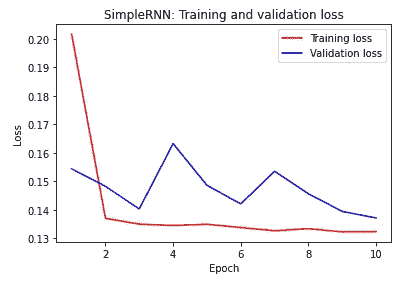 SimpleRNN: Training and validation loss
Training loss
Validation loss
0.20
0.19
0.18
0.17
0.16
0.15
0.14
0.13
Loss
2 4 6 8 10
Epoch